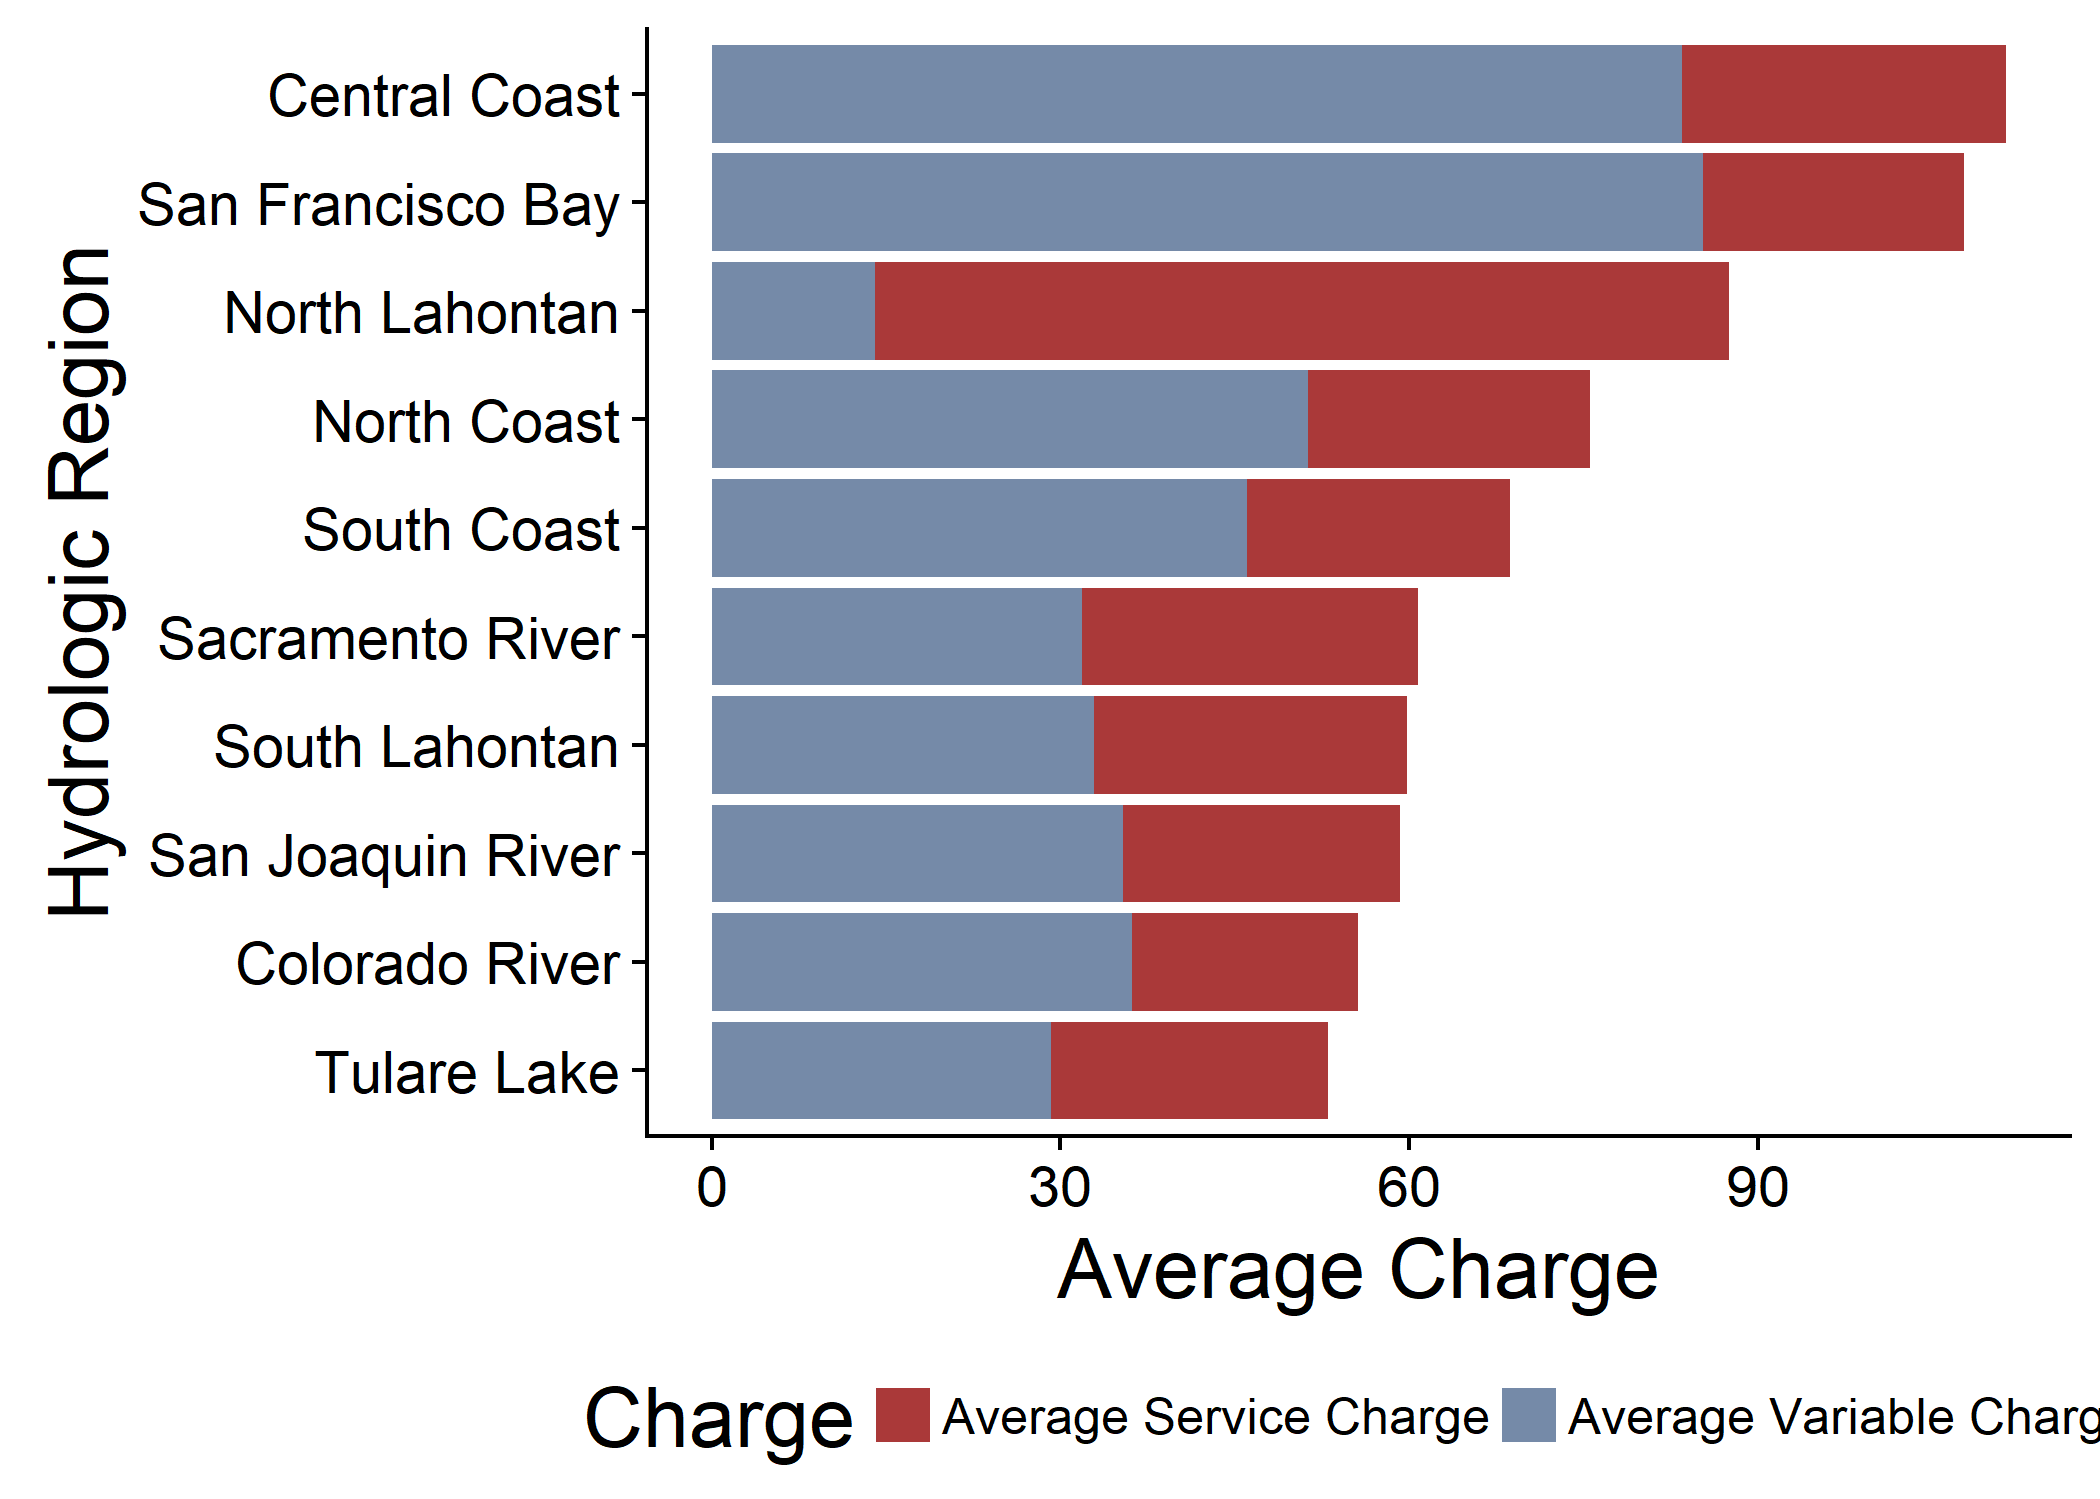 Hydrologic Region
Central Coast
San Francisco Bay
North Lahontan
North Coast
South Coast
Sacramento River
South Lahontan
San Joaquin River
Colorado River
Tulare Lake
0 30 60 90
Average Charge
Charge Average Service Charge Average Variable Charg